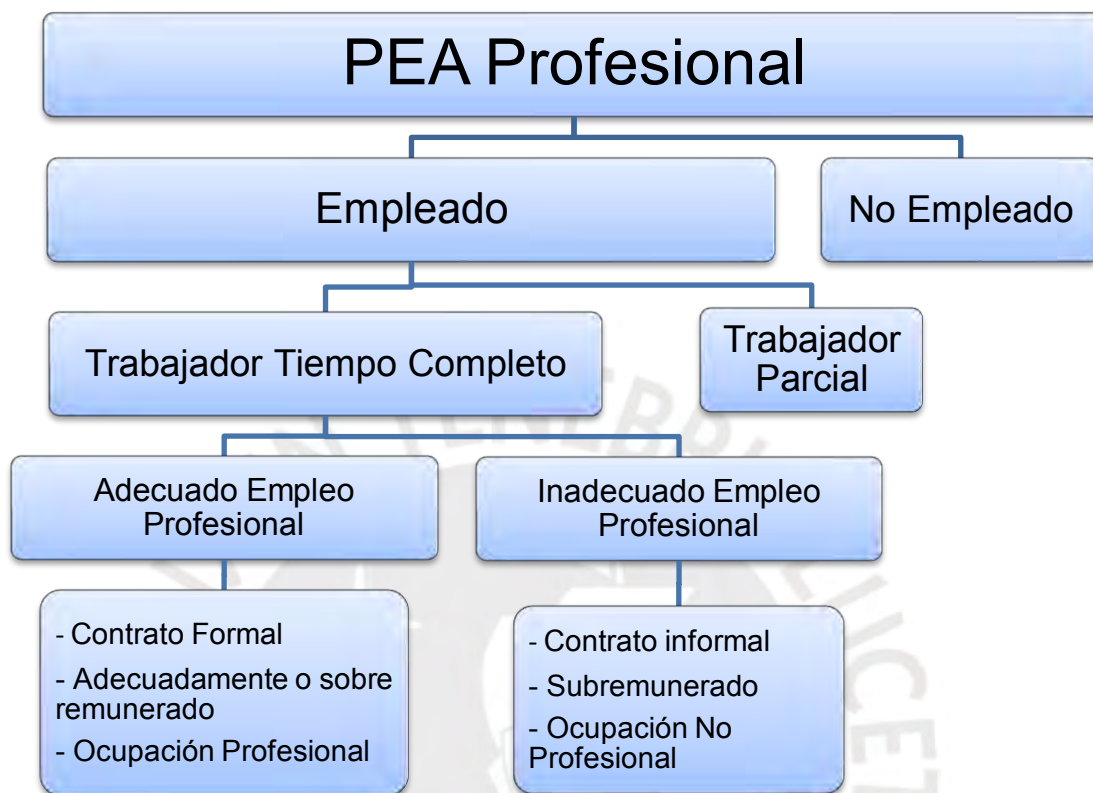 PEA Profesional
Empleado
No Empleado
Trabajador Tiempo Completo
Trabajador
Parcial
Adecuado Empleo
Profesional
Inadecuado Empleo
Profesional
- Contrato Formal
- Adecuadamente o sobre
remunerado
- Ocupación Profesional
- Contrato informal
- Subremunerado
- Ocupación No
Profesional